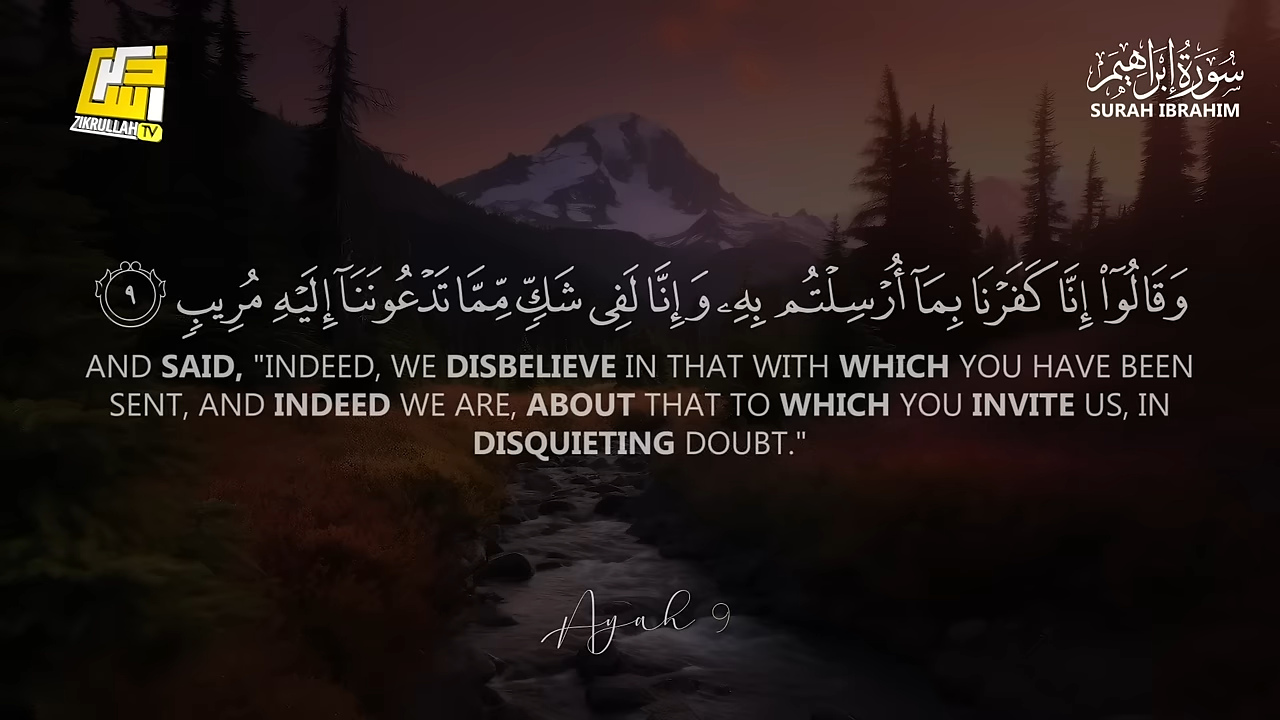 ذكر الله
ZIKRULLAH TV
سُورَةُ إِبْرَاهِيمَ
SURAH IBRAHIM
وَقَالُوٓا۟ إِنَّا كَفَرْنَا بِمَآ أُرْسِلْتُم بِهِۦ وَإِنَّا لَفِى شَكٍّ مِّمَّا تَدْعُونَنَآ إِلَيْهِ مُرِيبٍ ٩
AND SAID, "INDEED, WE DISBELIEVE IN THAT WITH WHICH YOU HAVE BEEN
SENT, AND INDEED WE ARE, ABOUT THAT TO WHICH YOU INVITE US, IN
DISQUIETING DOUBT."
Ayah 9